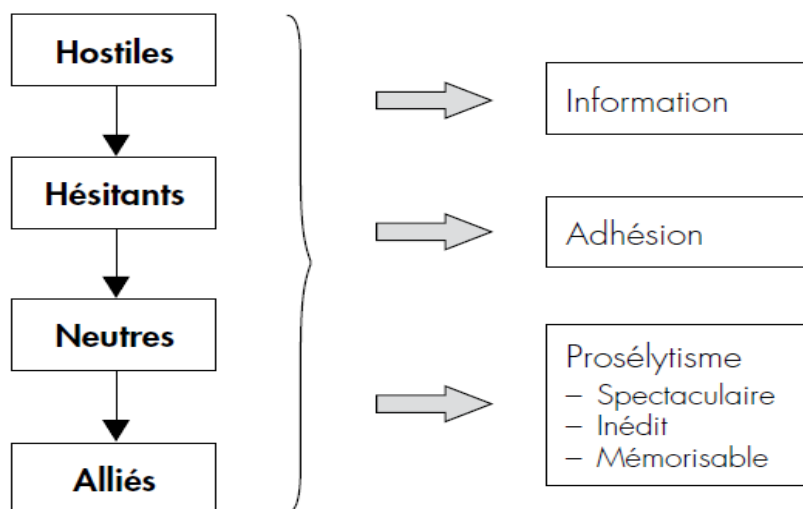 Hostiles
Hésitants
Neutres
Alliés
Information
Adhésion
Prosélytisme
– Spectaculaire
– Inédit
– Mémorisable